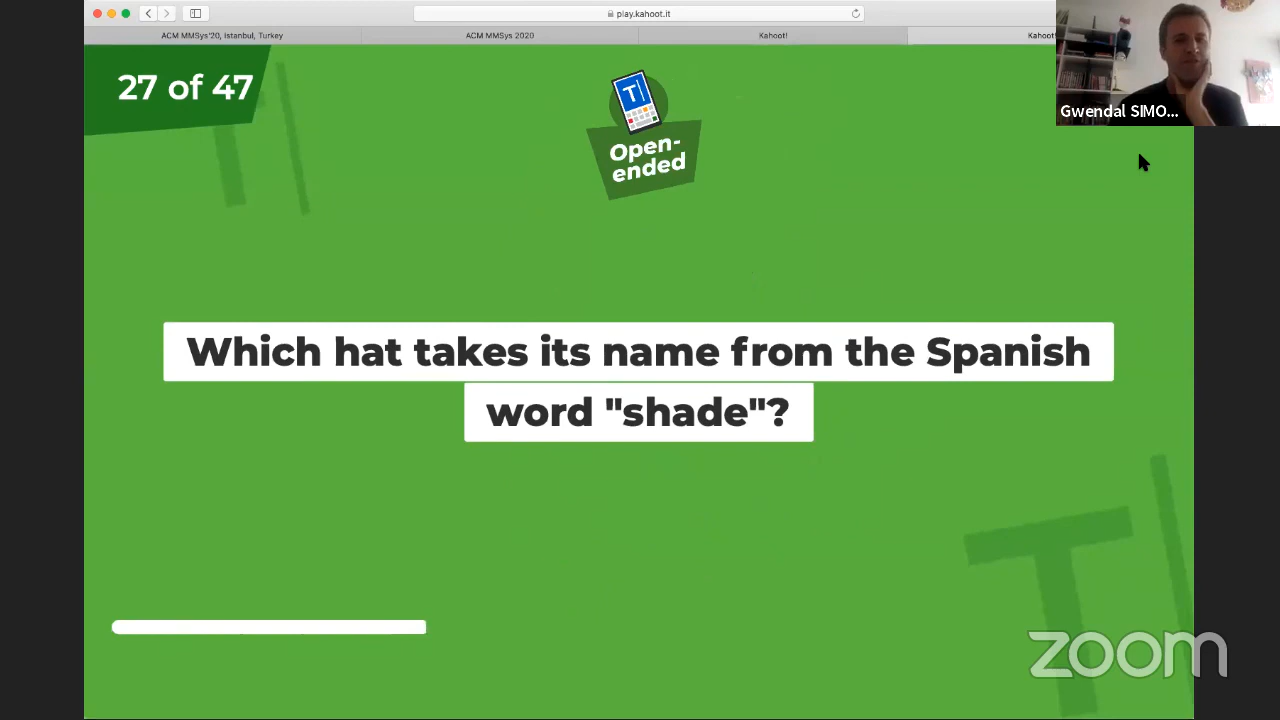 play.kahoot.it
ACM MMSys'20, Istanbul, Turkey
ACM MMSys 2020
Kahoot!
Kahoot!
27 of 47
T
Open-
ended
Gwendal SIMO...
Which hat takes its name from the Spanish
word "shade"?
zoom